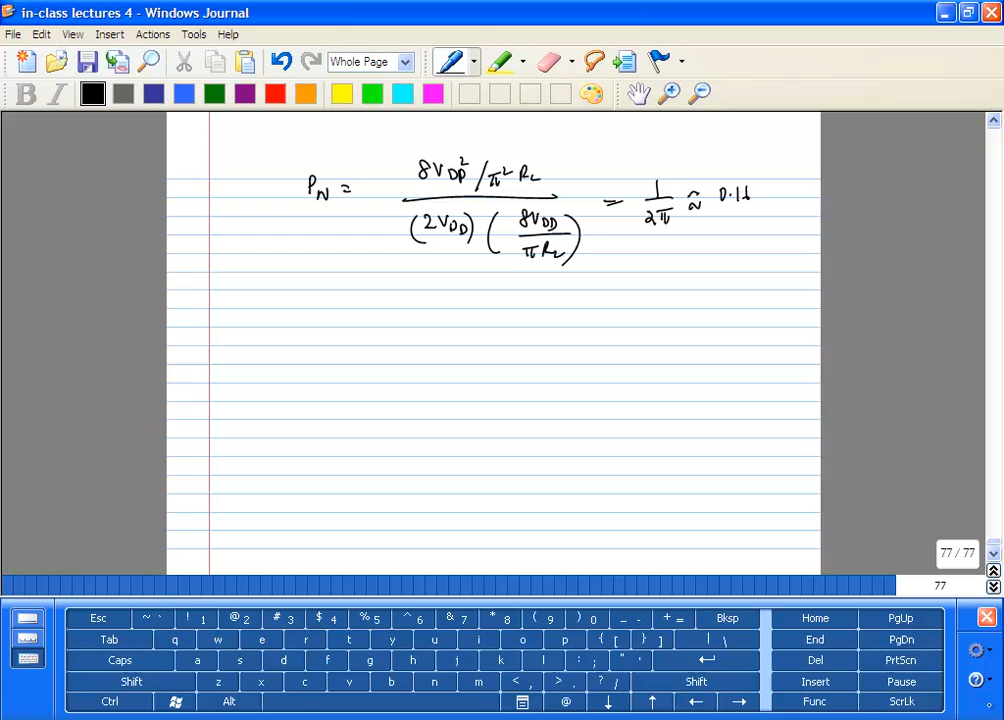 in-class lectures 4 - Windows Journal
File Edit View Insert Actions Tools Help
Whole Page
B I
P_N = (8V_DD² / π² R_L) / ((2V_DD) (8V_DD / πR_L)) = 1/2π ≈ 0.16
77 / 77
77
Esc ~ ` ! 1 @ 2 # 3 $ 4 % 5 ^ 6 & 7 * 8 ( 9 ) 0 _ - + = Bksp Home PgUp
Tab q w e r t y u i o p { [ } ] | \ End PgDn
Caps a s d f g h j k l : ; " ' Del PrtScn
Shift z x c v b n m < , > . ? / Shift Insert Pause
Ctrl Alt @ Func ScrLk